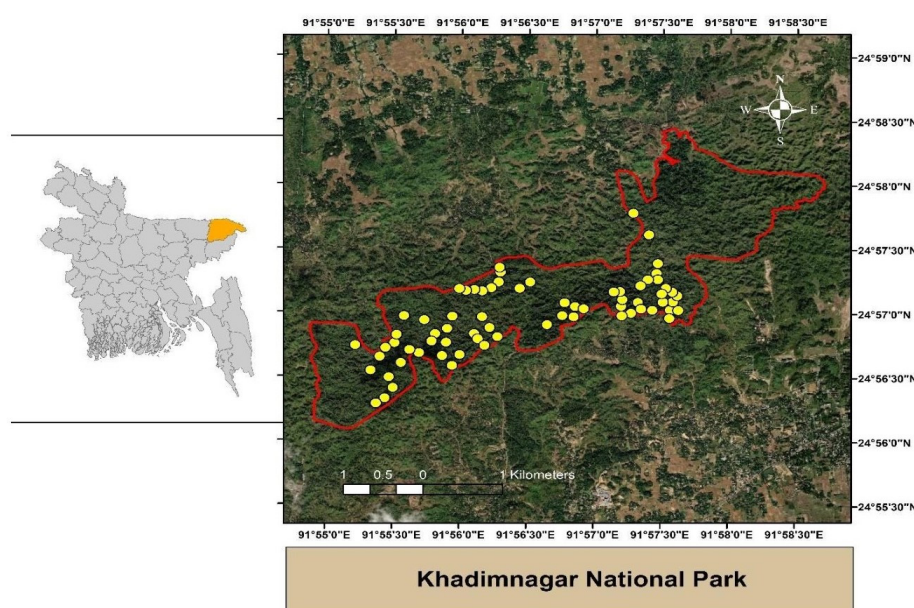 91°55'0"E 91°55'30"E 91°56'0"E 91°56'30"E 91°57'0"E 91°57'30"E 91°58'0"E 91°58'30"E
24°59'0"N
N
W E
S
24°58'30"N
24°58'0"N
24°57'30"N
24°57'0"N
24°56'30"N
24°56'0"N
24°55'30"N
1 0.5 0 1 Kilometers
91°55'0"E 91°55'30"E 91°56'0"E 91°56'30"E 91°57'0"E 91°57'30"E 91°58'0"E 91°58'30"E
Khadimnagar National Park